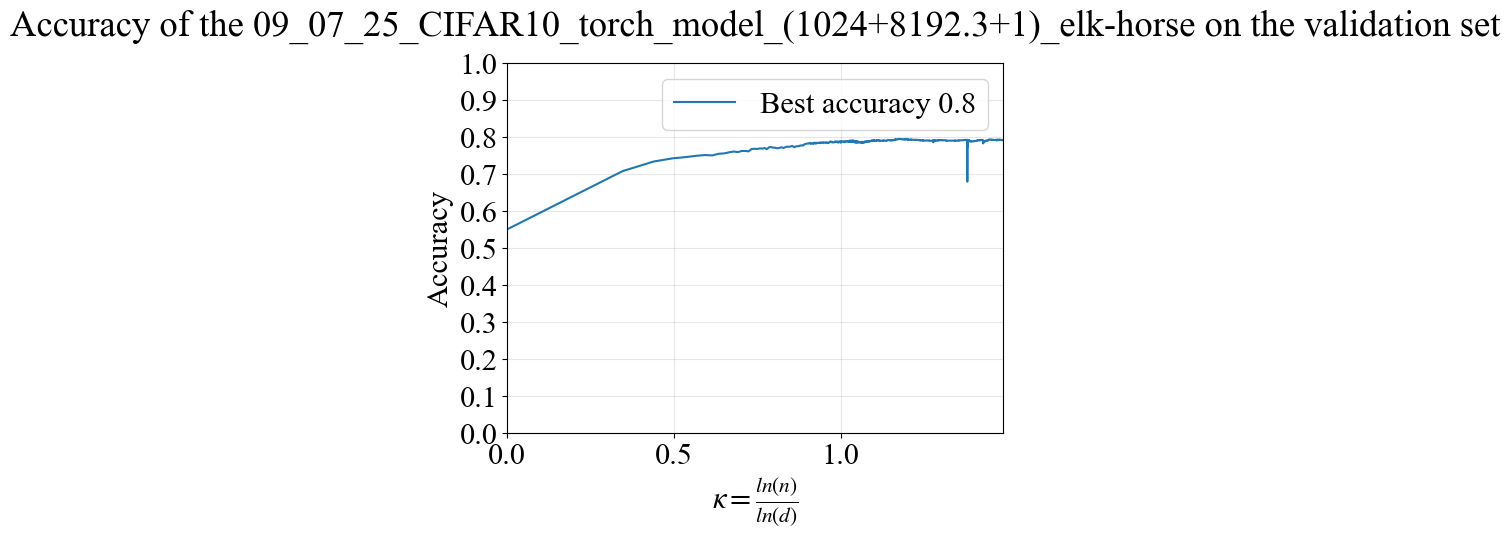 Accuracy of the 09_07_25_CIFAR10_torch_model_(1024+8192.3+1)_elk-horse on the validation set
1.0
Best accuracy 0.8
0.9
0.8
0.7
0.6
0.5
0.4
0.3
0.2
0.1
0.0
Accuracy
0.0 0.5 1.0
κ = ln(n) / ln(d)